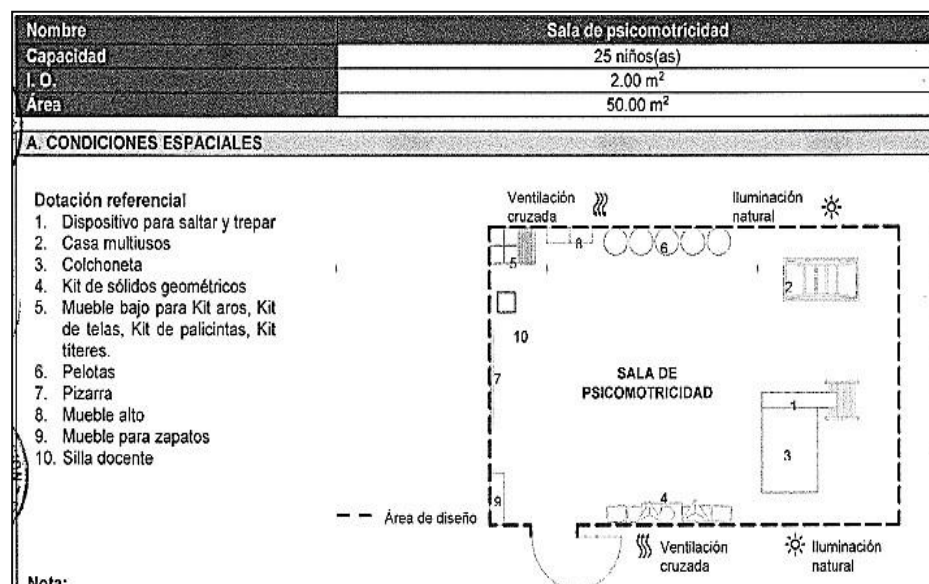 Nombre Sala de psicomotricidad
Capacidad 25 niños(as)
I. O. 2.00 m²
Área 50.00 m²
A. CONDICIONES ESPACIALES
Dotación referencial
1. Dispositivo para saltar y trepar
2. Casa multiusos
3. Colchoneta
4. Kit de sólidos geométricos
5. Mueble bajo para Kit aros, Kit
de telas, Kit de palicintas, Kit
títeres.
6. Pelotas
7. Pizarra
8. Mueble alto
9. Mueble para zapatos
10. Silla docente
Ventilación
cruzada
Iluminación
natural
5
8
6
2
10
7
SALA DE
PSICOMOTRICIDAD
1
3
9
4
Área de diseño
Ventilación
cruzada
Iluminación
natural
Nota: